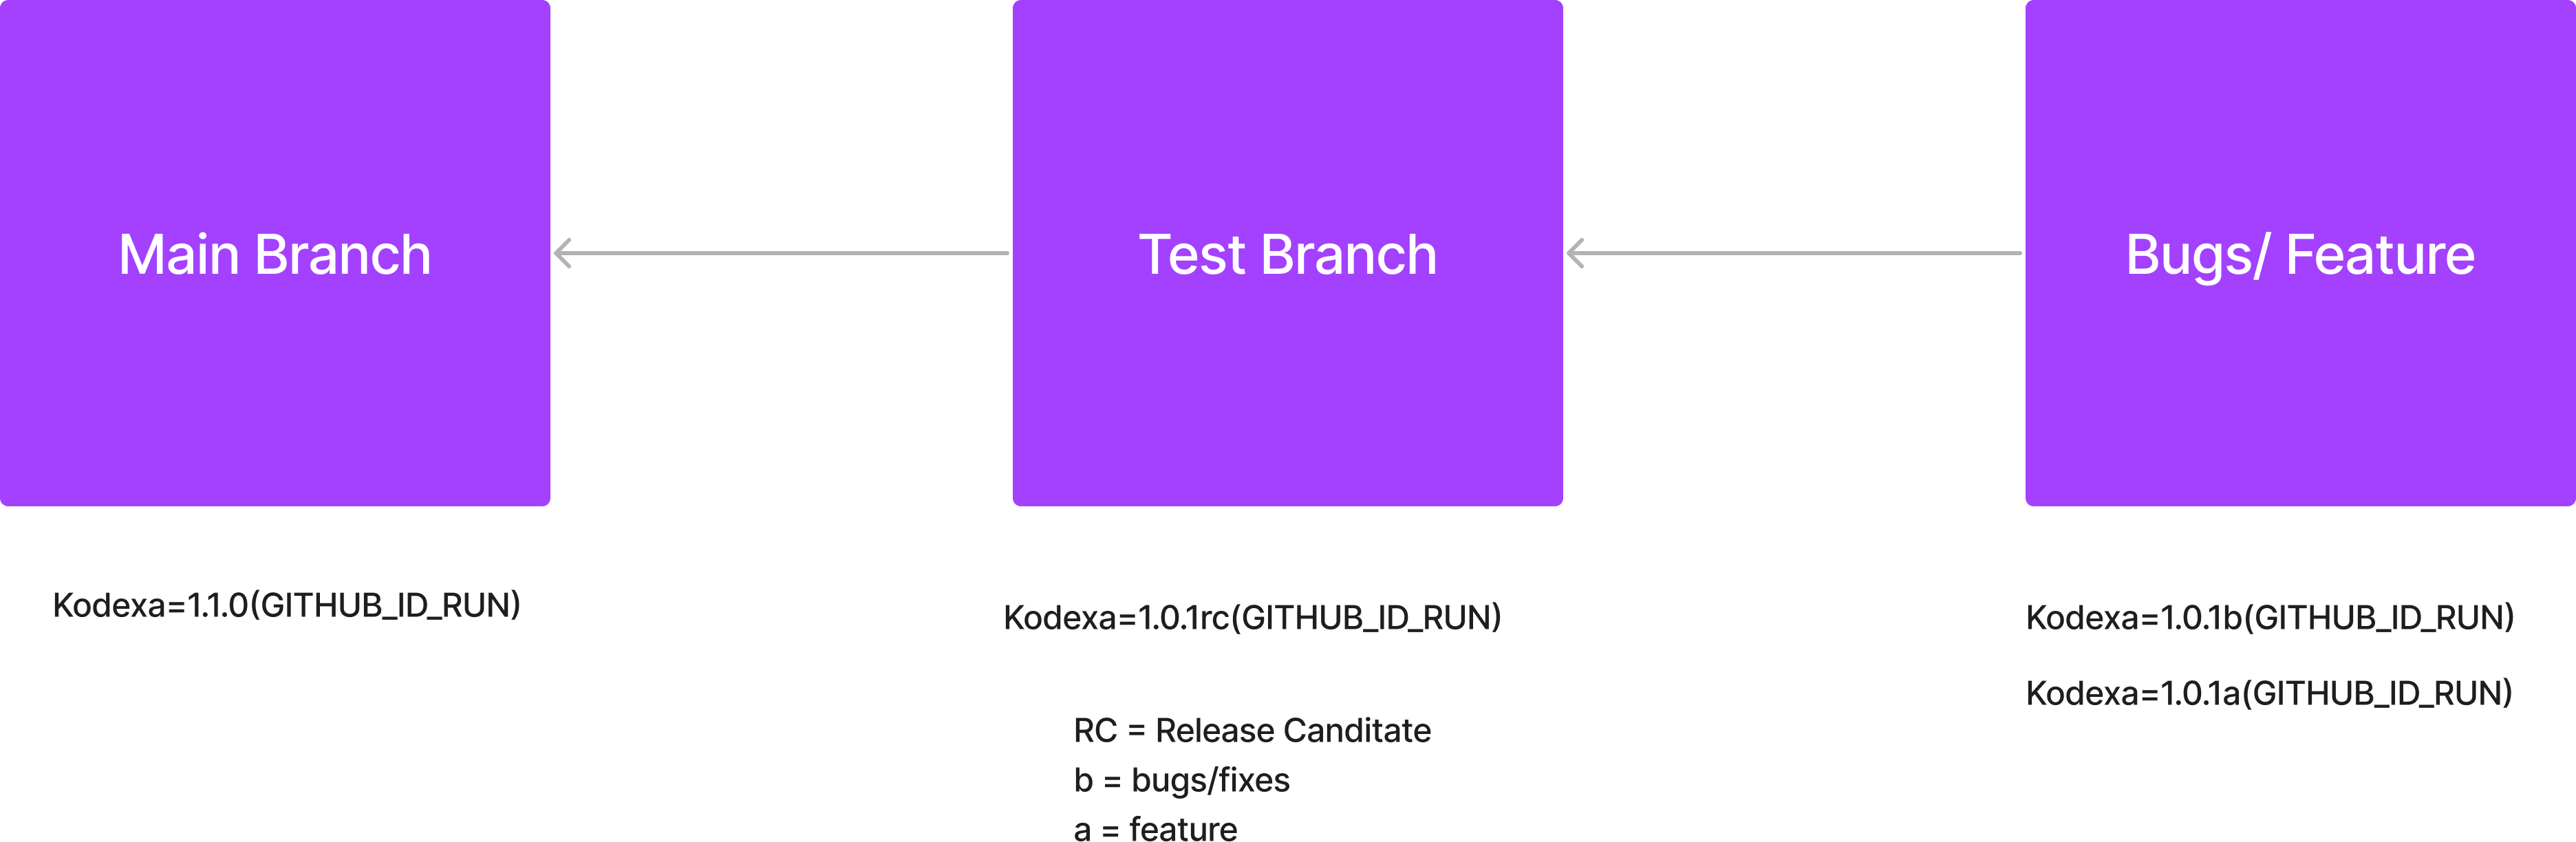 Main Branch
Test Branch
Bugs/ Feature
Kodexa=1.1.0(GITHUB_ID_RUN)
Kodexa=1.0.1rc(GITHUB_ID_RUN)
Kodexa=1.0.1b(GITHUB_ID_RUN)
Kodexa=1.0.1a(GITHUB_ID_RUN)
RC = Release Canditate
b = bugs/fixes
a = feature